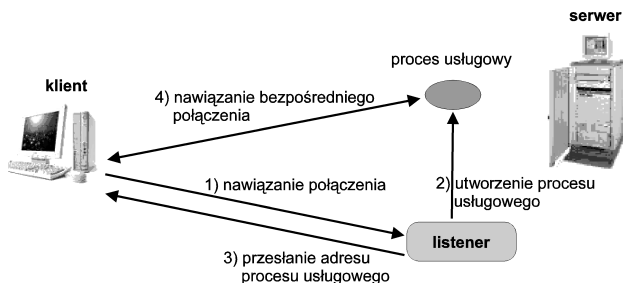 serwer
proces usługowy
klient
4) nawiązanie bezpośredniego
połączenia
1) nawiązanie połączenia
2) utworzenie procesu
usługowego
listener
3) przesłanie adresu
procesu usługowego